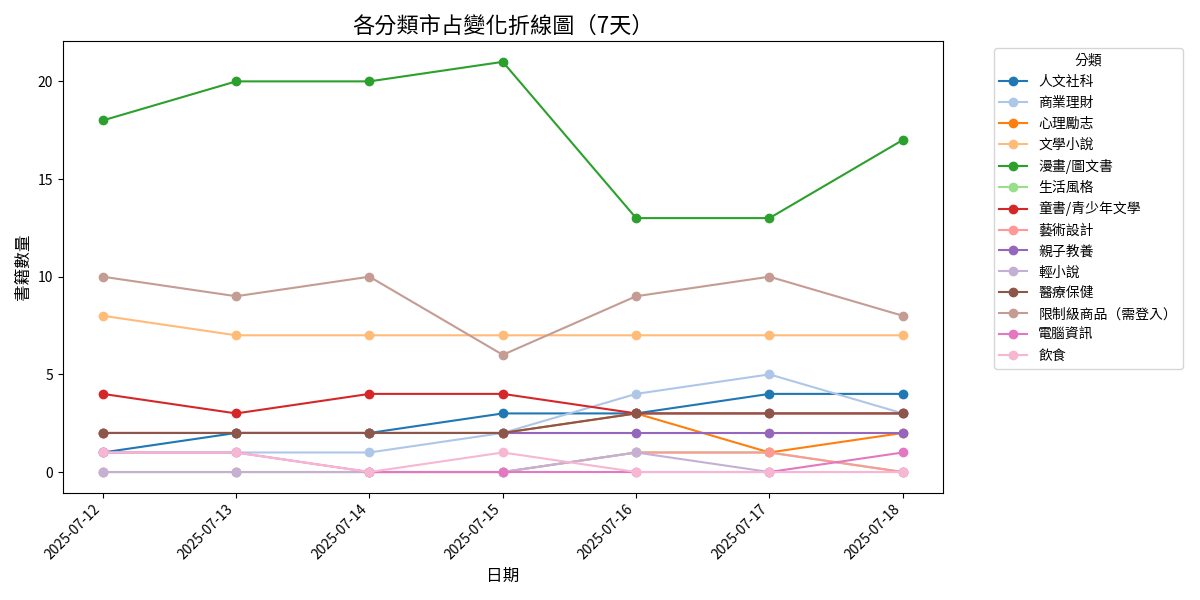 各分類市占變化折線圖（7天）
書籍數量
20
15
10
5
0
2025-07-12
2025-07-13
2025-07-14
2025-07-15
2025-07-16
2025-07-17
2025-07-18
日期
分類
人文社科
商業理財
心理勵志
文學小說
漫畫/圖文書
生活風格
童書/青少年文學
藝術設計
親子教養
輕小說
醫療保健
限制級商品（需登入）
電腦資訊
飲食